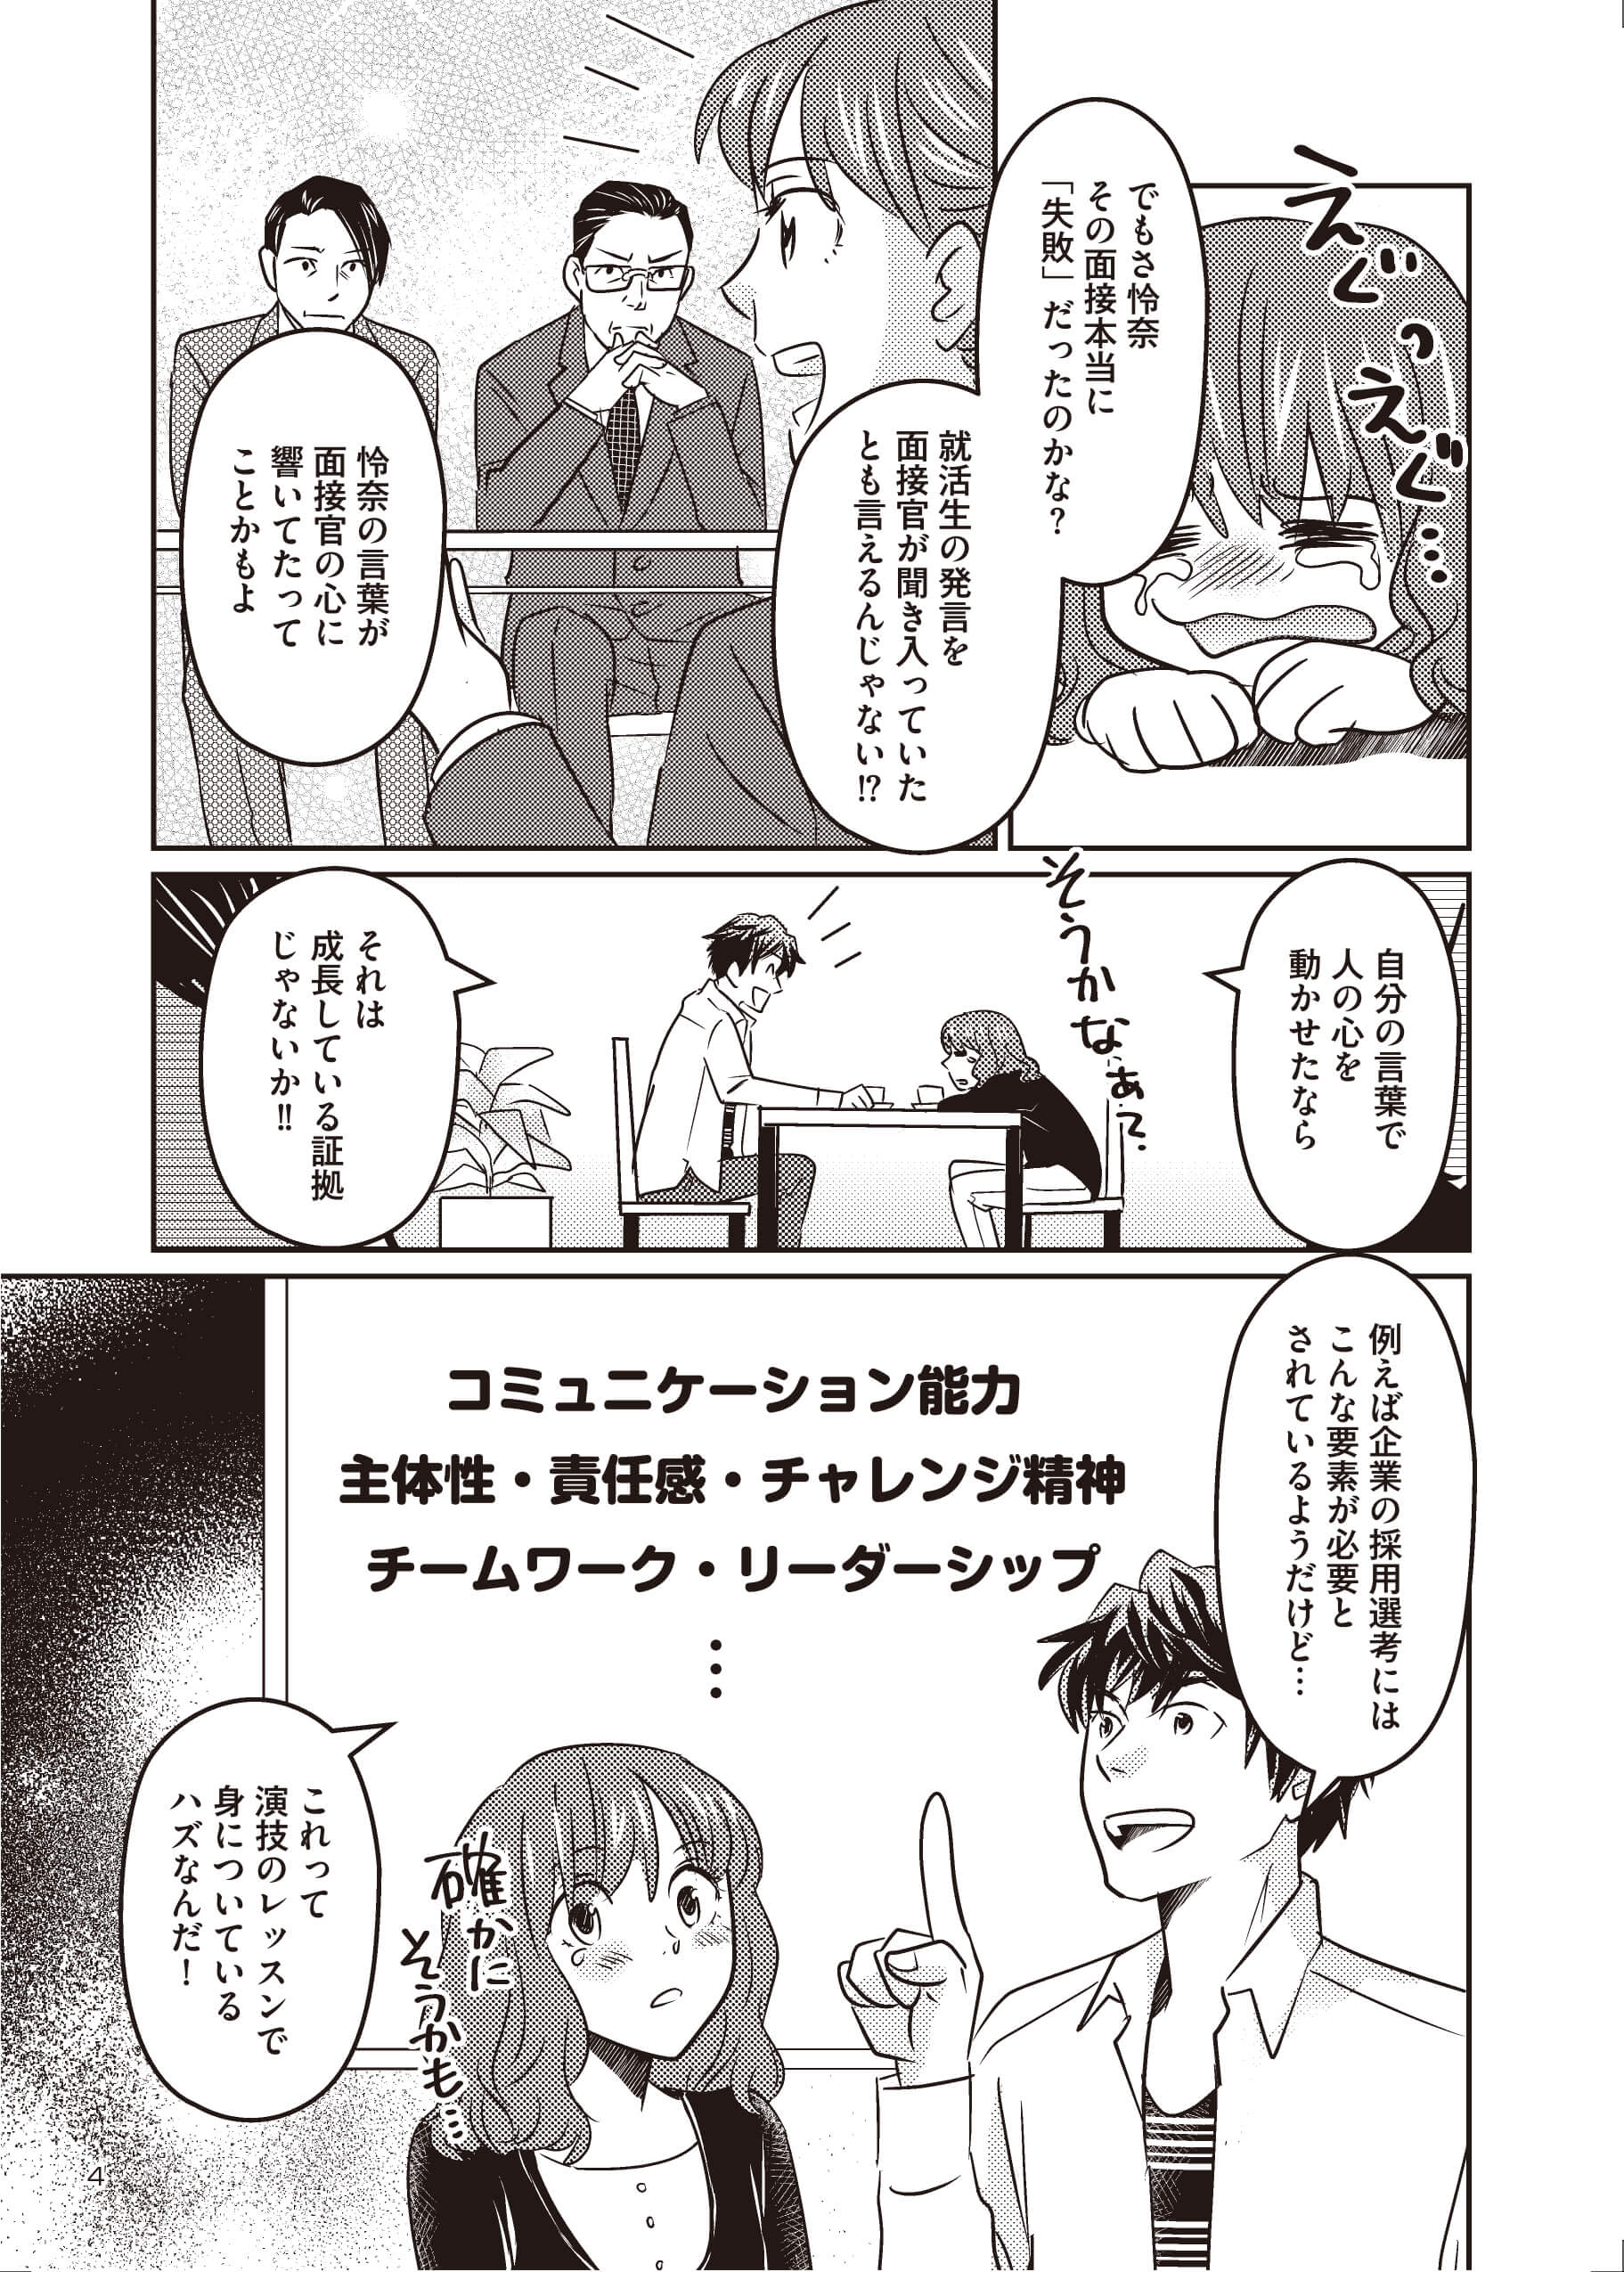 えぐっ
えぐ…
でもさ怜奈
その面接本当に
「失敗」だったのかな?
就活生の発言を
面接官が聞き入っていた
とも言えるんじゃない!?
怜奈の言葉が
面接官の心に
響いてたって
ことかもよ
自分の言葉で
人の心を
動かせたなら
そうかなぁ?
それは
成長している証拠
じゃないか!!
例えば企業の採用選考には
こんな要素が必要と
されているようだけど…
コミュニケーション能力
主体性・責任感・チャレンジ精神
チームワーク・リーダーシップ
⋮
確かに
そうかも…
これって
演技のレッスンで
身についている
ハズなんだ!
4